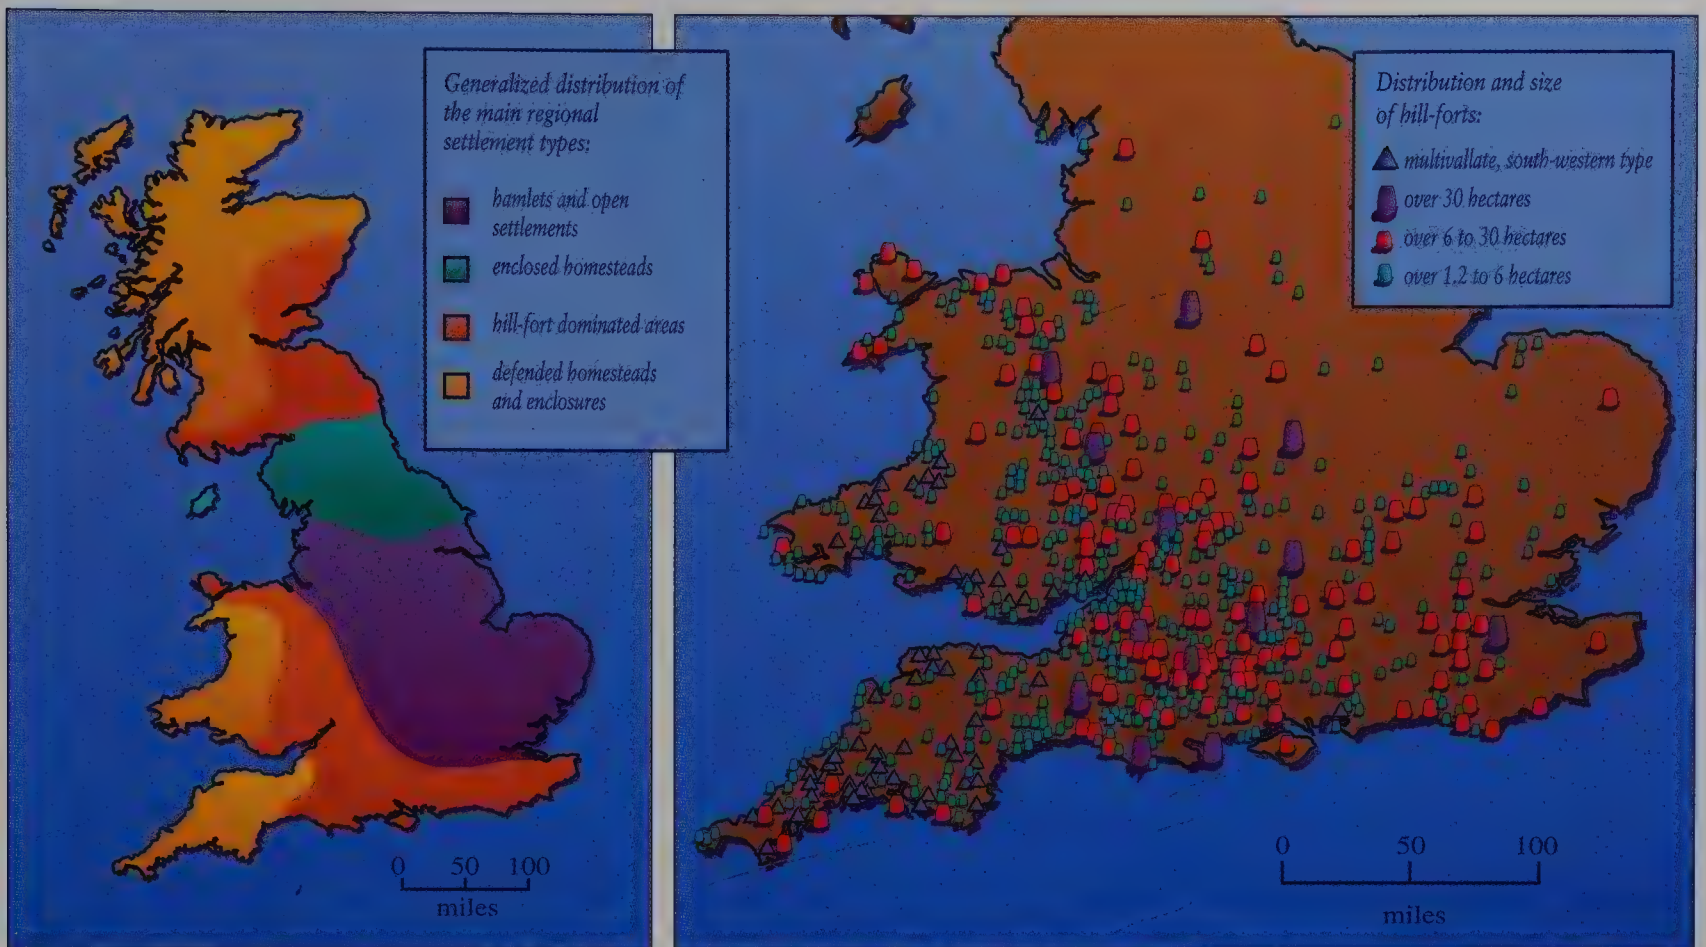 Generalized distribution of
the main regional
settlement types:
hamlets and open
settlements
enclosed homesteads
hill-fort dominated areas
defended homesteads
and enclosures
0 50 100
miles
Distribution and size
of hill-forts:
multivallate, south-western type
over 30 hectares
over 6 to 30 hectares
over 1.2 to 6 hectares
0 50 100
miles